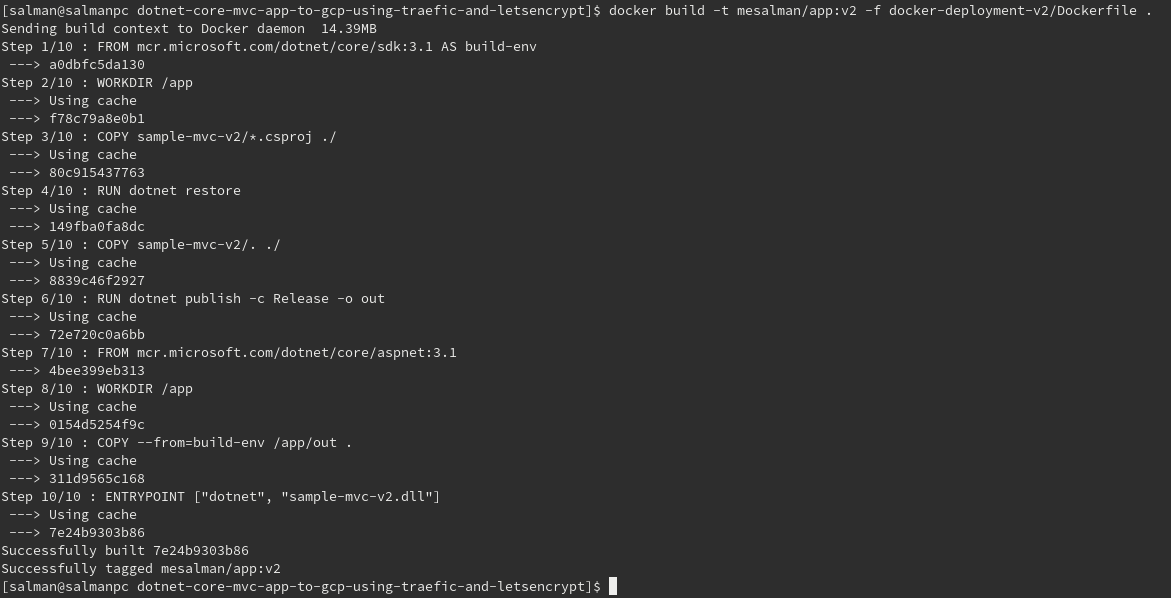 [salman@salmanpc dotnet-core-mvc-app-to-gcp-using-traefic-and-letsencrypt]$ docker build -t mesalman/app:v2 -f docker-deployment-v2/Dockerfile .
Sending build context to Docker daemon  14.39MB
Step 1/10 : FROM mcr.microsoft.com/dotnet/core/sdk:3.1 AS build-env
 ---> a0dbfc5da130
Step 2/10 : WORKDIR /app
 ---> Using cache
 ---> f78c79a8e0b1
Step 3/10 : COPY sample-mvc-v2/*.csproj ./
 ---> Using cache
 ---> 80c915437763
Step 4/10 : RUN dotnet restore
 ---> Using cache
 ---> 149fba0fa8dc
Step 5/10 : COPY sample-mvc-v2/. ./
 ---> Using cache
 ---> 8839c46f2927
Step 6/10 : RUN dotnet publish -c Release -o out
 ---> Using cache
 ---> 72e720c0a6bb
Step 7/10 : FROM mcr.microsoft.com/dotnet/core/aspnet:3.1
 ---> 4bee399eb313
Step 8/10 : WORKDIR /app
 ---> Using cache
 ---> 0154d5254f9c
Step 9/10 : COPY --from=build-env /app/out .
 ---> Using cache
 ---> 311d9565c168
Step 10/10 : ENTRYPOINT ["dotnet", "sample-mvc-v2.dll"]
 ---> Using cache
 ---> 7e24b9303b86
Successfully built 7e24b9303b86
Successfully tagged mesalman/app:v2
[salman@salmanpc dotnet-core-mvc-app-to-gcp-using-traefic-and-letsencrypt]$